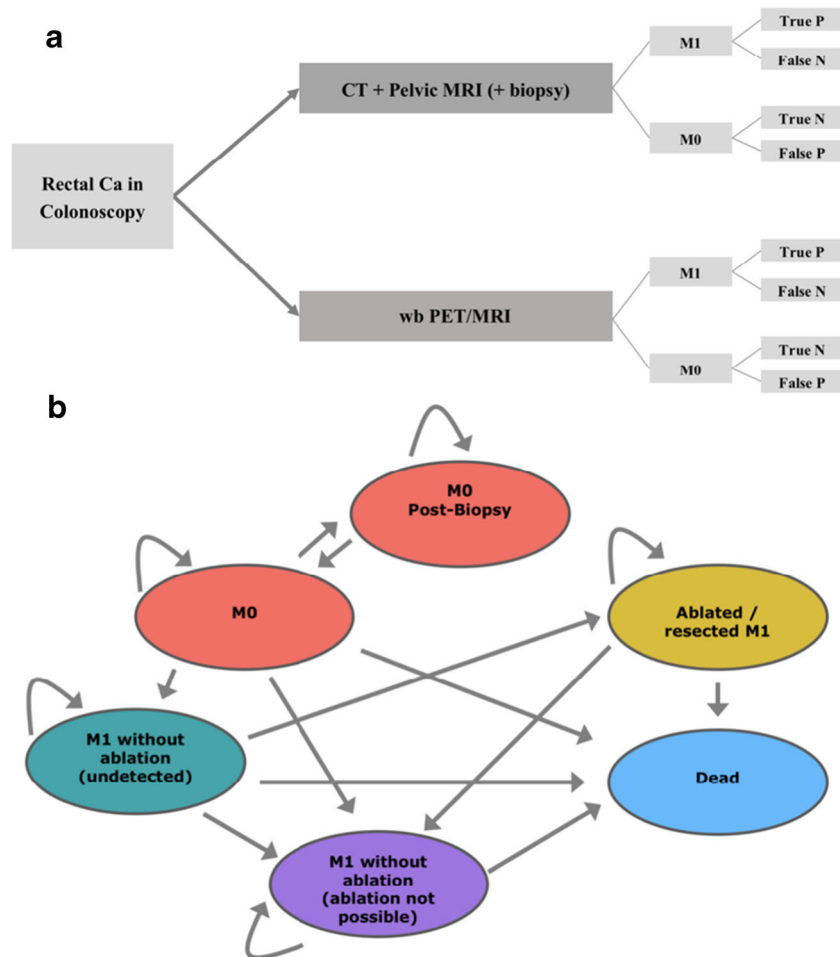 a
Rectal Ca in
Colonoscopy
CT + Pelvic MRI (+ biopsy)
M1
True P
False N
M0
True N
False P
wb PET/MRI
M1
True P
False N
M0
True N
False P
b
M0
Post-Biopsy
M0
Ablated /
resected M1
M1 without
ablation
(undetected)
Dead
M1 without
ablation
(ablation not
possible)